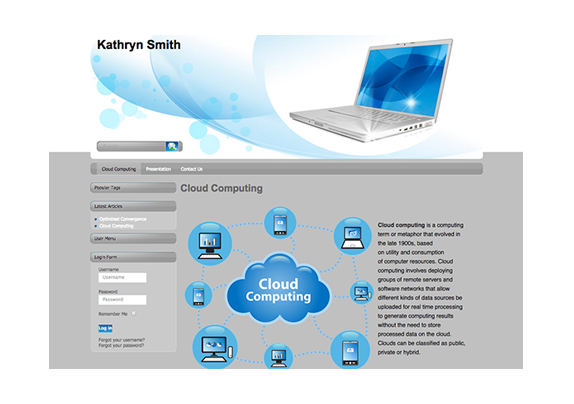 Kathryn Smith
Cloud Computing
Presentation
Contact Us
Popular Tags
Latest Articles
Optimised Convergence
Cloud Computing
User Menu
Login Form
Username
Username
Password
Password
Remember Me
Log in
Forgot your username?
Forgot your password?
Cloud Computing
Cloud
Computing
Cloud computing is a computing
term or metaphor that evolved in
the late 1900s, based
on utility and consumption
of computer resources. Cloud
computing involves deploying
groups of remote servers and
software networks that allow
different kinds of data sources be
uploaded for real time processing
to generate computing results
without the need to store
processed data on the cloud.
Clouds can be classified as public,
private or hybrid.